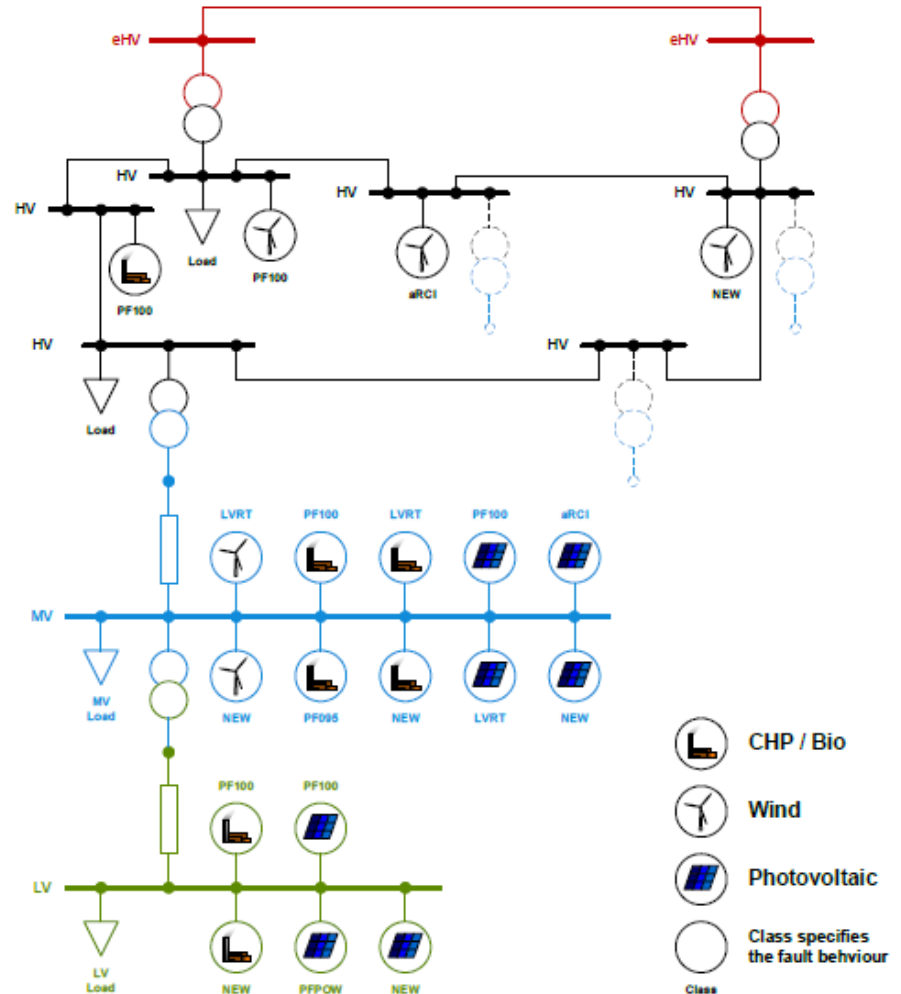 eHV
eHV
HV
HV
HV
HV
Load
PF100
PF100
aRCI
NEW
HV
HV
Load
LVRT
PF100
LVRT
PF100
aRCI
MV
MV
Load
NEW
PF095
NEW
LVRT
NEW
PF100
PF100
LV
LV
Load
NEW
PFPOW
NEW
CHP / Bio
Wind
Photovoltaic
Class specifies
the fault behviour
Class